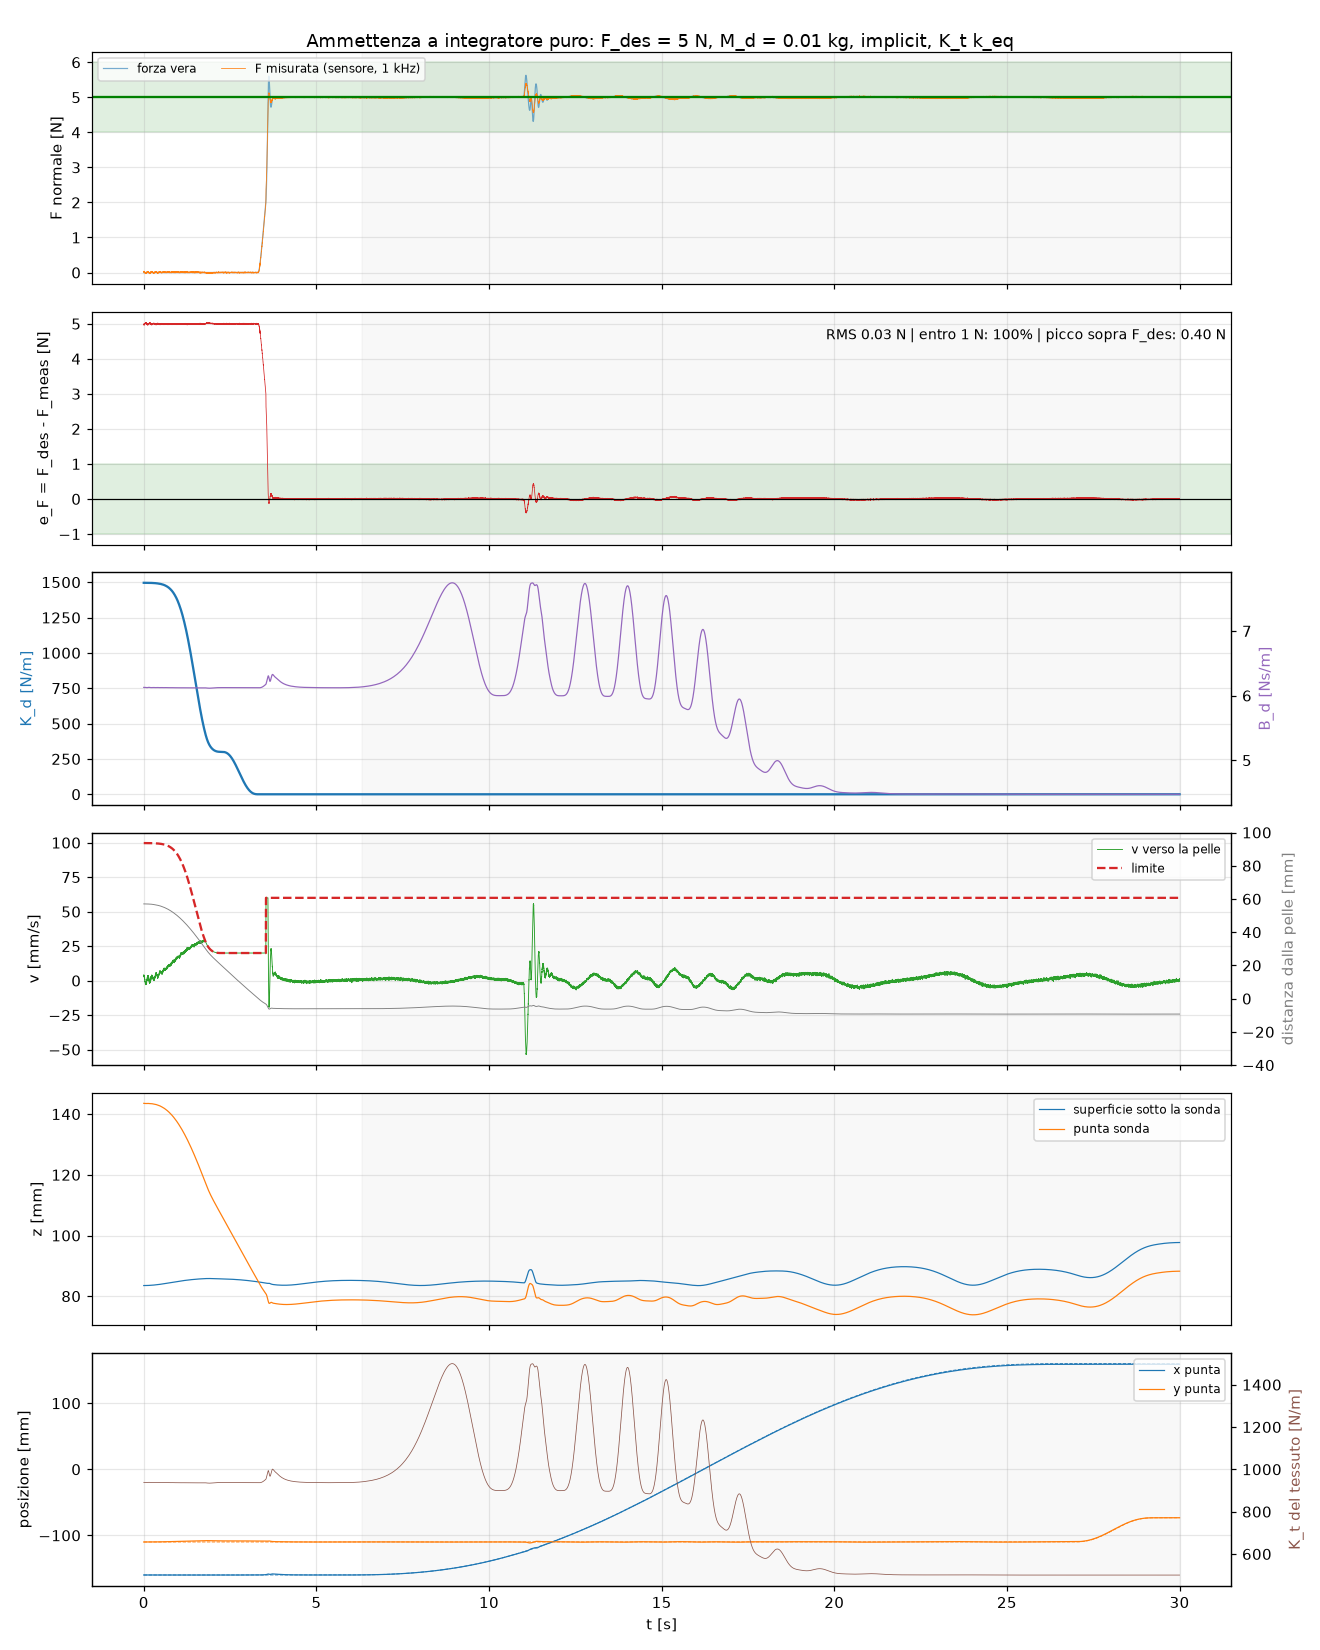 Ammettenza a integratore puro: F_des = 5 N, M_d = 0.01 kg, implicit, K_t k_eq
forza vera
F misurata (sensore, 1 kHz)
F normale [N]
6
5
4
3
2
1
0
RMS 0.03 N | entro 1 N: 100% | picco sopra F_des: 0.40 N
e_F = F_des - F_meas [N]
5
4
3
2
1
0
−1
K_d [N/m]
1500
1250
1000
750
500
250
0
7
6
5
B_d [Ns/m]
v verso la pelle
limite
v [mm/s]
100
75
50
25
0
−25
−50
100
80
60
40
20
0
−20
−40
distanza dalla pelle [mm]
superficie sotto la sonda
punta sonda
z [mm]
140
120
100
80
x punta
y punta
posizione [mm]
100
0
−100
1400
1200
1000
800
600
K_t del tessuto [N/m]
0
5
10
15
20
25
30
t [s]